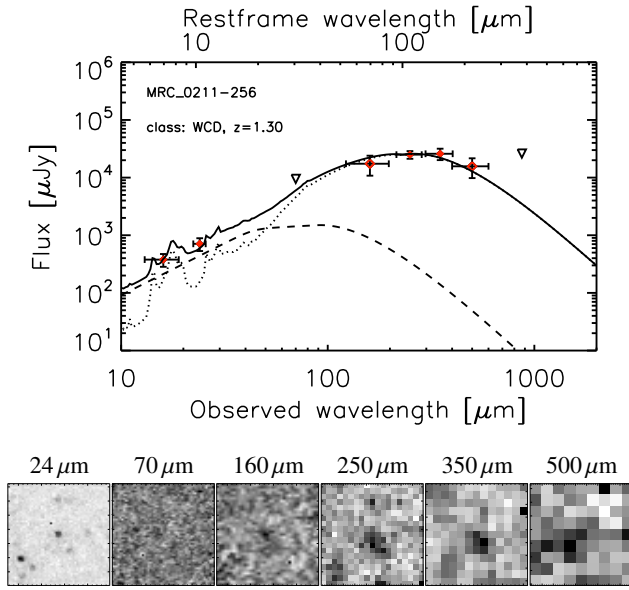 Restframe wavelength [μm]
10 100
10⁶
MRC_0211−256
10⁵
class: WCD, z=1.30
10⁴
Flux [μJy]
10³
10²
10¹
10 100 1000
Observed wavelength [μm]
24 μm 70 μm 160 μm 250 μm 350 μm 500 μm